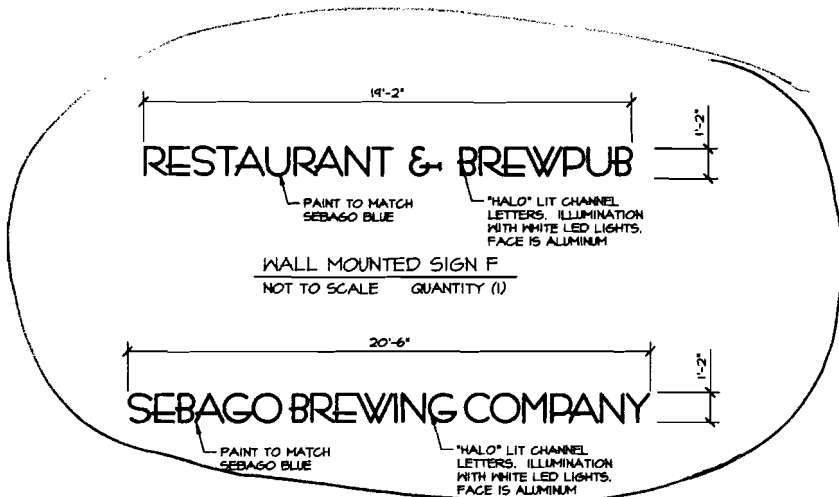 19'-2"
1'-2"
RESTAURANT & BREWPUB
PAINT TO MATCH
SEBAGO BLUE
"HALO" LIT CHANNEL
LETTERS. ILLUMINATION
WITH WHITE LED LIGHTS.
FACE IS ALUMINUM
WALL MOUNTED SIGN F
NOT TO SCALE QUANTITY (1)
20'-6"
1'-2"
SEBAGO BREWING COMPANY
PAINT TO MATCH
SEBAGO BLUE
"HALO" LIT CHANNEL
LETTERS. ILLUMINATION
WITH WHITE LED LIGHTS.
FACE IS ALUMINUM